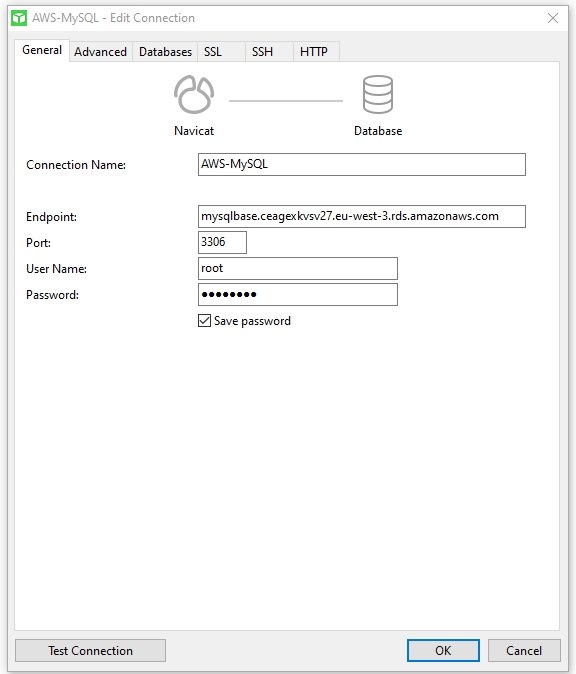 AWS-MySQL - Edit Connection
General Advanced Databases SSL SSH HTTP
Navicat Database
Connection Name: AWS-MySQL
Endpoint: mysqlbase.ceagexkvsv27.eu-west-3.rds.amazonaws.com
Port: 3306
User Name: root
Password: ●●●●●●●●
Save password
Test Connection OK Cancel